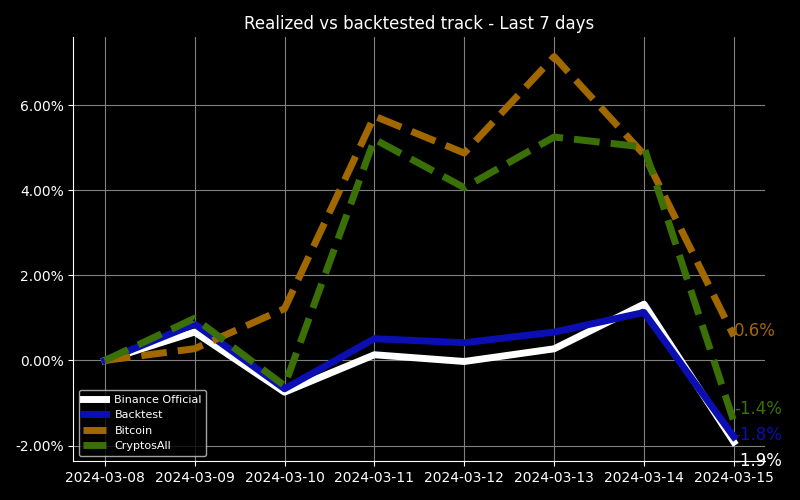 Realized vs backtested track - Last 7 days
6.00%
4.00%
2.00%
0.00%
-2.00%
Binance Official
Backtest
Bitcoin
CryptosAll
0.6%
-1.4%
-1.8%
-1.9%
2024-03-08 2024-03-09 2024-03-10 2024-03-11 2024-03-12 2024-03-13 2024-03-14 2024-03-15